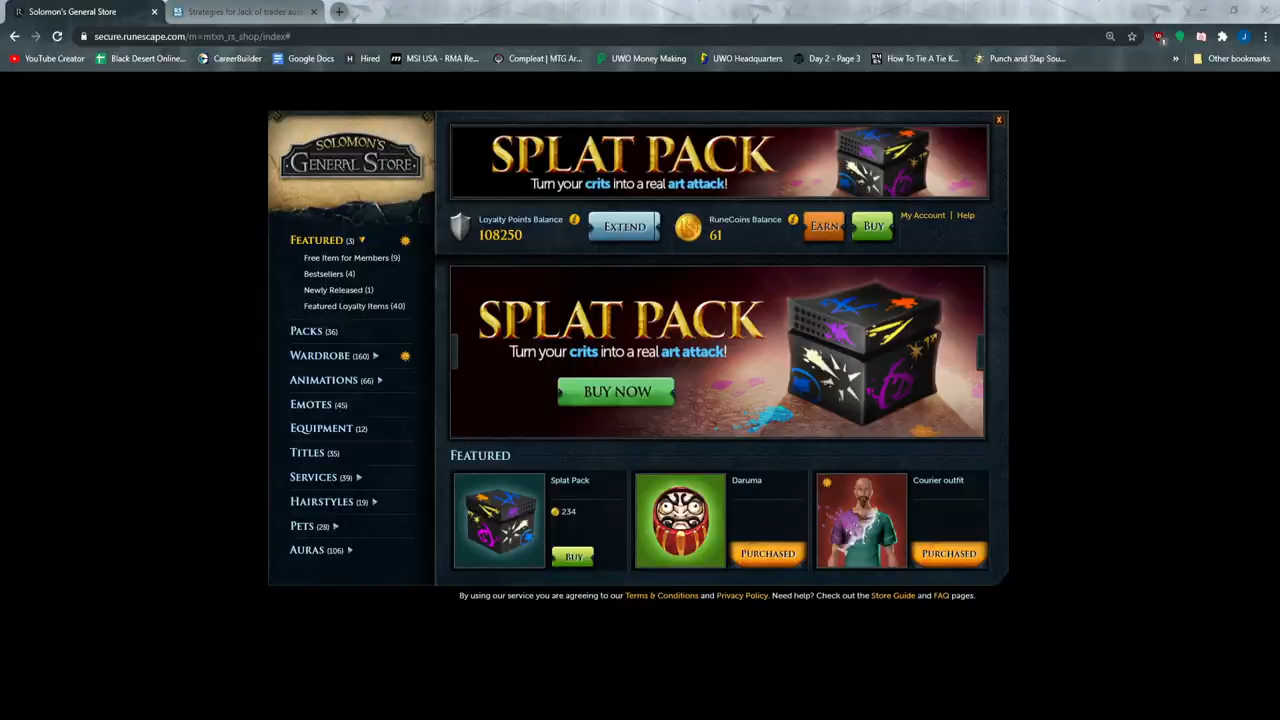 Solomon's General Store
Strategies for Jack of trades aura
secure.runescape.com/m=mtxn_rs_shop/index#
YouTube Creator
Black Desert Online...
CareerBuilder
Google Docs
Hired
MSI USA - RMA Re...
Compleat | MTG Ar...
UWO Money Making
UWO Headquarters
Day 2 - Page 3
How To Tie A Tie K...
Punch and Slap Sou...
»
Other bookmarks
SOLOMON'S
GENERAL STORE
SPLAT PACK
Turn your crits into a real art attack!
X
Loyalty Points Balance
108250
EXTEND
RuneCoins Balance
61
EARN
BUY
My Account | Help
FEATURED (3)
Free Item for Members (9)
Bestsellers (4)
Newly Released (1)
Featured Loyalty Items (40)
PACKS (36)
WARDROBE (160)
ANIMATIONS (66)
EMOTES (45)
EQUIPMENT (12)
TITLES (35)
SERVICES (39)
HAIRSTYLES (19)
PETS (28)
AURAS (106)
SPLAT PACK
Turn your crits into a real art attack!
BUY NOW
FEATURED
Splat Pack
234
BUY
Daruma
PURCHASED
Courier outfit
PURCHASED
By using our service you are agreeing to our Terms & Conditions and Privacy Policy. Need help? Check out the Store Guide and FAQ pages.